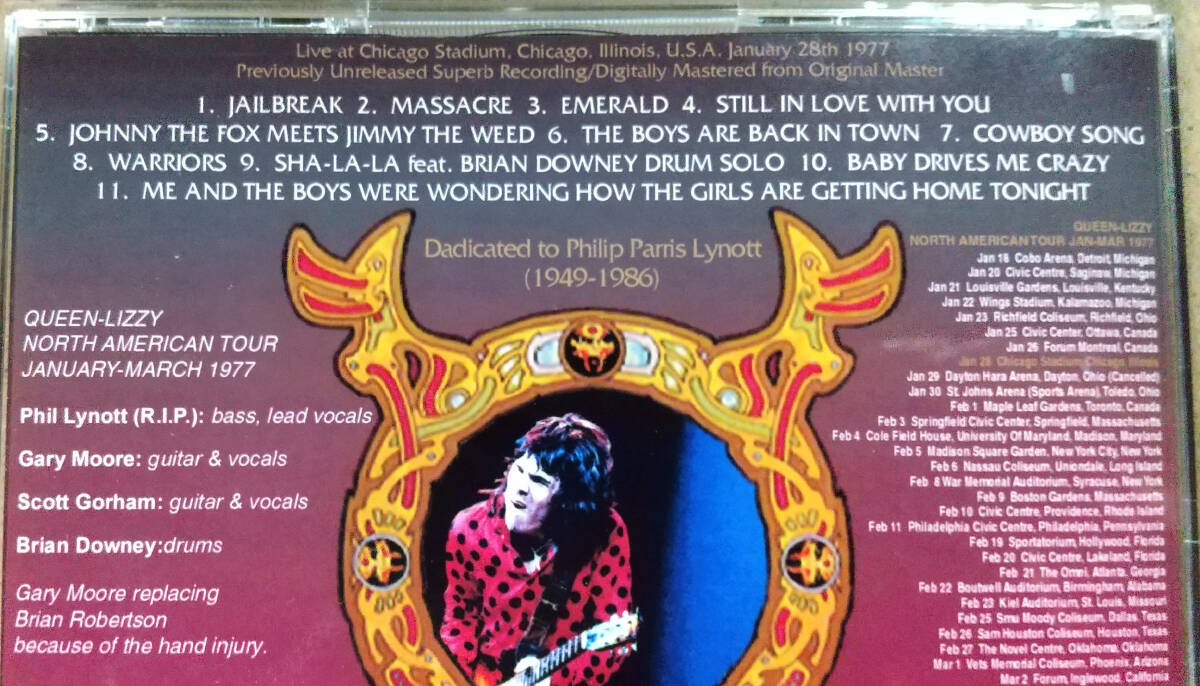 Live at Chicago Stadium, Chicago, Illinois, U.S.A. January 28th 1977
Previously Unreleased Superb Recording/Digitally Mastered from Original Master
1. JAILBREAK 2. MASSACRE 3. EMERALD 4. STILL IN LOVE WITH YOU
5. JOHNNY THE FOX MEETS JIMMY THE WEED 6. THE BOYS ARE BACK IN TOWN 7. COWBOY SONG
8. WARRIORS 9. SHA-LA-LA feat. BRIAN DOWNEY DRUM SOLO 10. BABY DRIVES ME CRAZY
11. ME AND THE BOYS WERE WONDERING HOW THE GIRLS ARE GETTING HOME TONIGHT
Dadicated to Philip Parris Lynott
(1949-1986)
QUEEN-LIZZY
NORTH AMERICAN TOUR
JANUARY-MARCH 1977
Phil Lynott (R.I.P.): bass, lead vocals
Gary Moore: guitar & vocals
Scott Gorham: guitar & vocals
Brian Downey:drums
Gary Moore replacing
Brian Robertson
because of the hand injury.
QUEEN-LIZZY
NORTH AMERICAN TOUR JAN-MAR 1977
Jan 18 Cobo Arena, Detroit, Michigan
Jan 20 Civic Centre, Saginaw, Michigan
Jan 21 Louisville Gardens, Louisville, Kentucky
Jan 22 Wings Stadium, Kalamazoo, Michigan
Jan 23 Richfield Coliseum, Richfield, Ohio
Jan 25 Civic Center, Ottawa, Canada
Jan 26 Forum Montreal, Canada
Jan 28 Chicago Stadium, Chicago, Illinois
Jan 29 Dayton Hara Arena, Dayton, Ohio (Cancelled)
Jan 30 St. Johns Arena (Sports Arena), Toledo, Ohio
Feb 1 Maple Leaf Gardens, Toronto, Canada
Feb 3 Springfield Civic Center, Springfield, Massachusetts
Feb 4 Cole Field House, University Of Maryland, Madison, Maryland
Feb 5 Madison Square Garden, New York City, New York
Feb 6 Nassau Coliseum, Uniondale, Long Island
Feb 8 War Memorial Auditorium, Syracuse, New York
Feb 9 Boston Gardens, Massachusetts
Feb 10 Civic Centre, Providence, Rhode Island
Feb 11 Philadelphia Civic Centre, Philadelphia, Pennsylvania
Feb 19 Sportatorium, Hollywood, Florida
Feb 20 Civic Centre, Lakeland, Florida
Feb 21 The Omei, Atlanta, Georgia
Feb 22 Boutwell Auditorium, Birmingham, Alabama
Feb 23 Kiel Auditorium, St. Louis, Missouri
Feb 25 Smu Moody Coliseum, Dallas, Texas
Feb 26 Sam Houston Coliseum, Houston, Texas
Feb 27 The Novel Centre, Oklahoma, Oklahoma
Mar 1 Vets Memorial Coliseum, Phoenix, Arizona
Mar 2 Forum, Inglewood, California